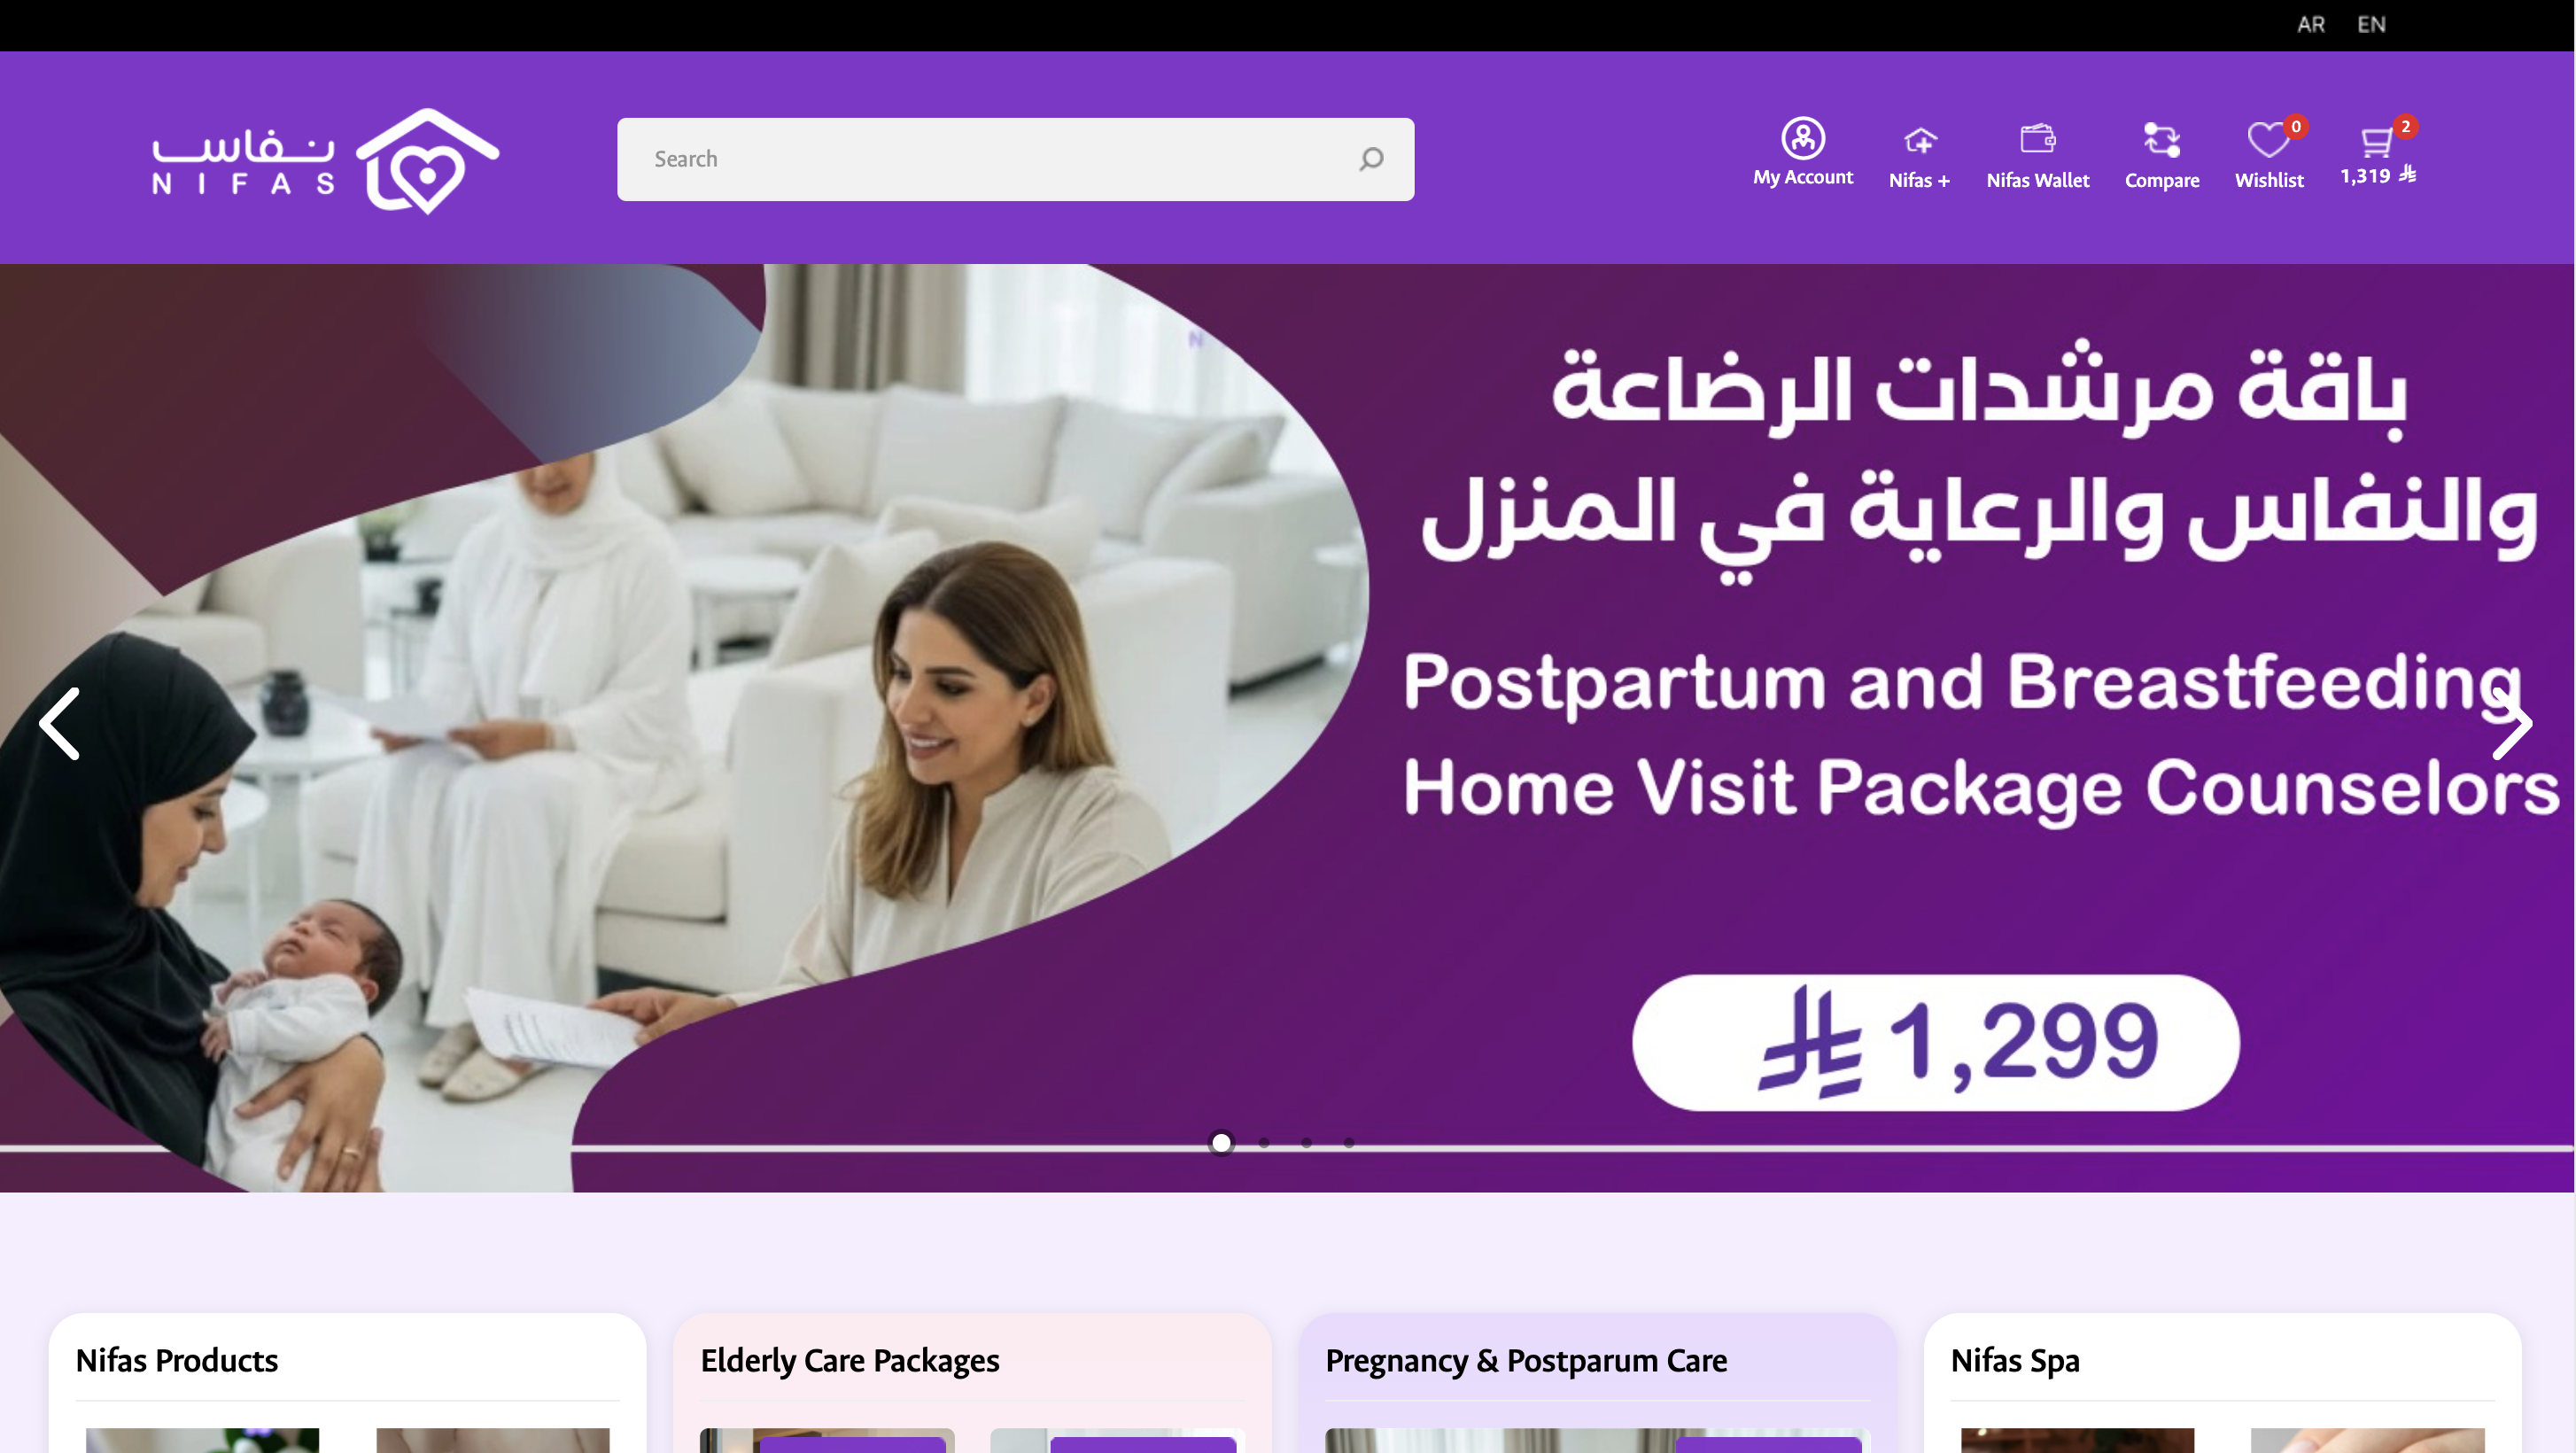 AR EN
نفاس
NIFAS
Search
My Account
Nifas +
Nifas Wallet
Compare
0
Wishlist
2
1,319 ⃁
باقة مرشدات الرضاعة
والنفاس والرعاية في المنزل
Postpartum and Breastfeeding
Home Visit Package Counselors
⃁ 1,299
Nifas Products
Elderly Care Packages
Pregnancy & Postparum Care
Nifas Spa